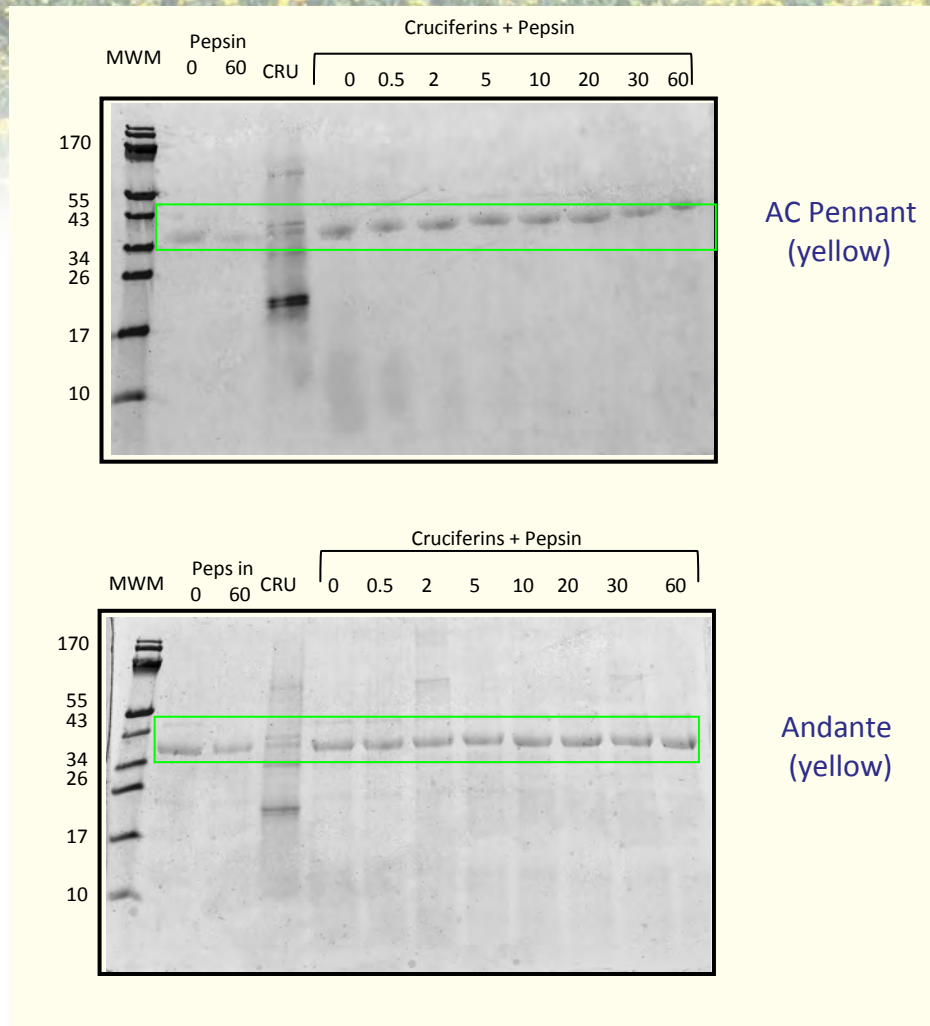 Cruciferins + Pepsin
Pepsin
MWM 0 60 CRU 0 0.5 2 5 10 20 30 60
170
55
43
34
26
17
10
AC Pennant
(yellow)
Cruciferins + Pepsin
Peps in
MWM 0 60 CRU 0 0.5 2 5 10 20 30 60
170
55
43
34
26
17
10
Andante
(yellow)